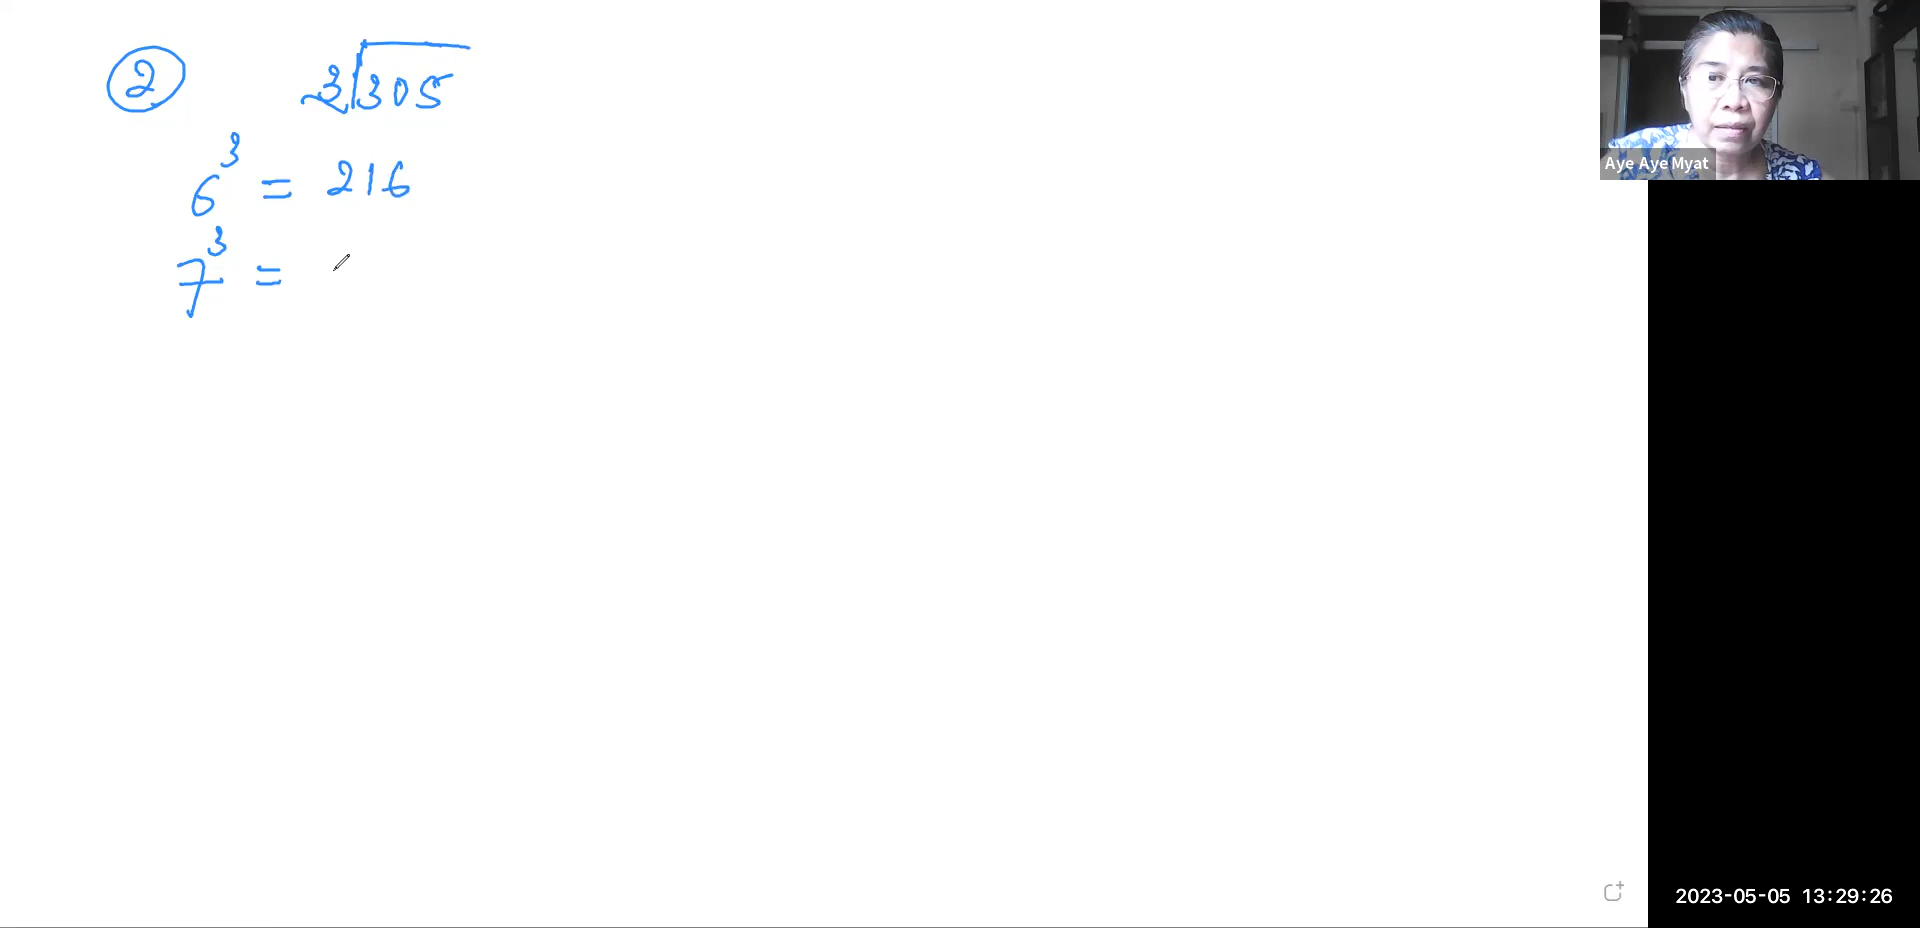 ② ∛305
6³ = 216
7³ =
Aye Aye Myat
2023-05-05 13:29:26